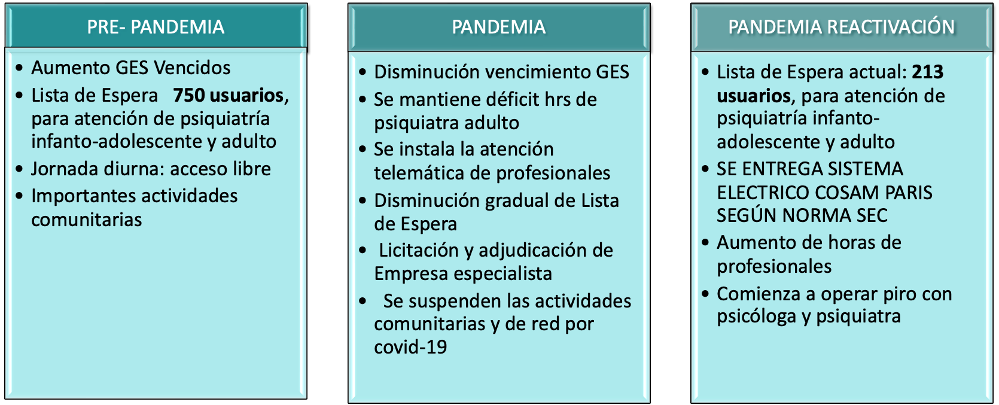 PRE- PANDEMIA
• Aumento GES Vencidos
• Lista de Espera 750 usuarios,
para atención de psiquiatría
infanto-adolescente y adulto
• Jornada diurna: acceso libre
• Importantes actividades
comunitarias
PANDEMIA
• Disminución vencimiento GES
• Se mantiene déficit hrs de
psiquiatra adulto
• Se instala la atención
telemática de profesionales
• Disminución gradual de Lista
de Espera
• Licitación y adjudicación de
Empresa especialista
• Se suspenden las actividades
comunitarias y de red por
covid-19
PANDEMIA REACTIVACIÓN
• Lista de Espera actual: 213
usuarios, para atención de
psiquiatría infanto-
adolescente y adulto
• SE ENTREGA SISTEMA
ELECTRICO COSAM PARIS
SEGÚN NORMA SEC
• Aumento de horas de
profesionales
• Comienza a operar piro con
psicóloga y psiquiatra